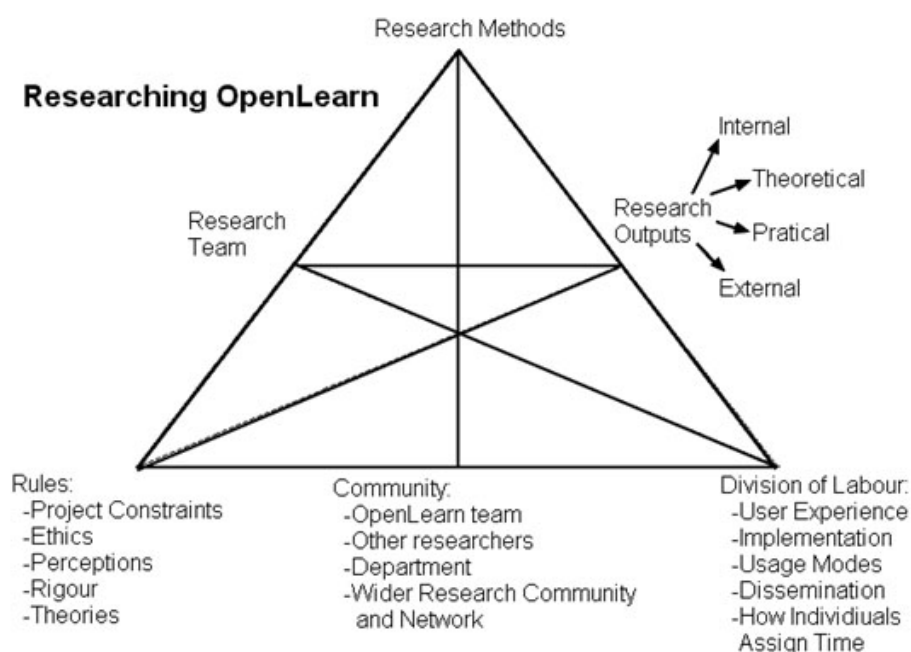 Research Methods
Researching OpenLearn
Internal
Theoretical
Research
Team
Research
Outputs
Pratical
External
Rules:
-Project Constraints
-Ethics
-Perceptions
-Rigour
-Theories
Community:
-OpenLearn team
-Other researchers
-Department
-Wider Research Community
and Network
Division of Labour:
-User Experience
-Implementation
-Usage Modes
-Dissemination
-How Individiuals
Assign Time